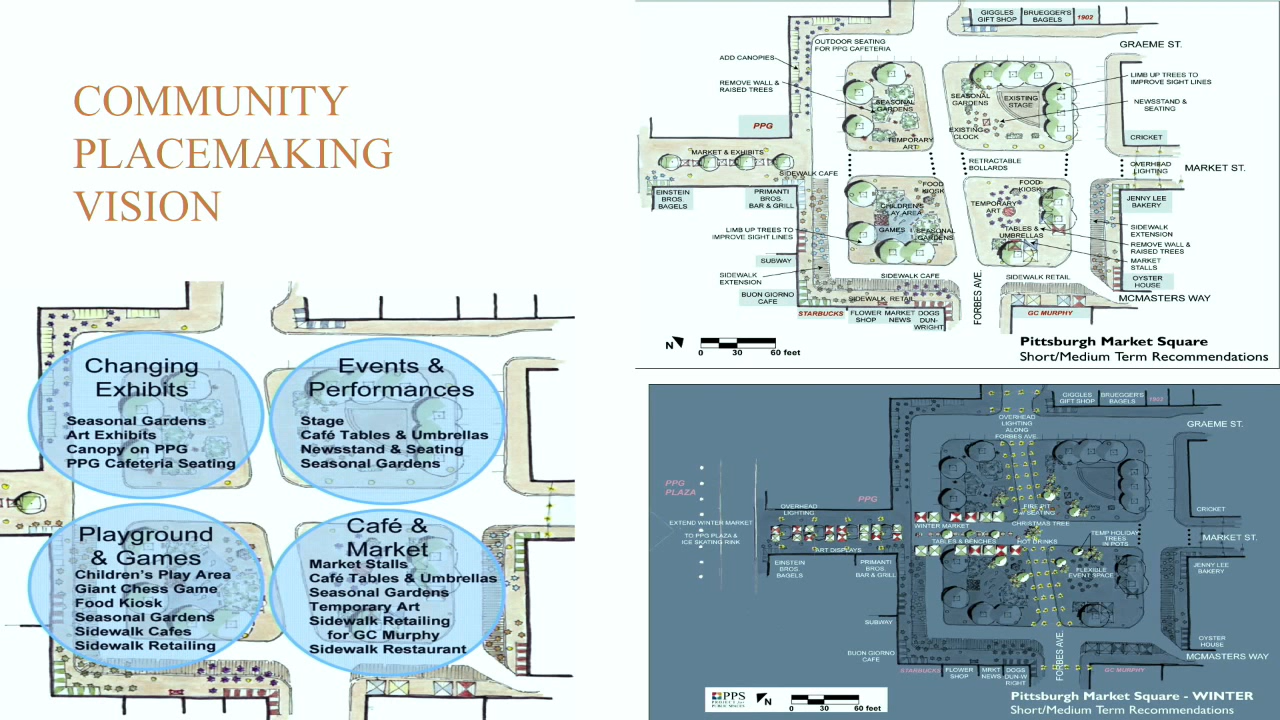 COMMUNITY
PLACEMAKING
VISION
Changing
Exhibits
Seasonal Gardens
Art Exhibits
Canopy on PPG
PPG Cafeteria Seating
Events &
Performances
Stage
Café Tables & Umbrellas
Newsstand & Seating
Seasonal Gardens
Playground
& Games
Children's Play Area
Giant Chess Game
Food Kiosk
Seasonal Gardens
Sidewalk Cafes
Sidewalk Retailing
Café &
Market
Market Stalls
Café Tables & Umbrellas
Seasonal Gardens
Temporary Art
Sidewalk Retailing
for GC Murphy
Sidewalk Restaurant
GIGGLES
GIFT SHOP
BRUEGGER'S
BAGELS
1902
OUTDOOR SEATING
FOR PPG CAFETERIA
GRAEME ST.
ADD CANOPIES
REMOVE WALL &
RAISED TREES
LIMB UP TREES TO
IMPROVE SIGHT LINES
SEASONAL
GARDENS
SEASONAL
GARDENS
EXISTING
STAGE
NEWSSTAND &
SEATING
PPG
EXISTING
CLOCK
TEMPORARY
ART
CRICKET
MARKET & EXHIBITS
SIDEWALK CAFE
RETRACTABLE
BOLLARDS
OVERHEAD
LIGHTING
MARKET ST.
EINSTEIN
BROS.
BAGELS
PRIMANTI
BROS.
BAR & GRILL
FOOD
KIOSK
FOOD
KIOSK
CHILDREN'S
PLAY AREA
TEMPORARY
ART
JENNY LEE
BAKERY
GAMES
SEASONAL
GARDENS
TABLES &
UMBRELLAS
SIDEWALK
EXTENSION
LIMB UP TREES TO
IMPROVE SIGHT LINES
REMOVE WALL &
RAISED TREES
SUBWAY
MARKET
STALLS
SIDEWALK
EXTENSION
SIDEWALK CAFE
SIDEWALK RETAIL
OYSTER
HOUSE
BUON GIORNO
CAFE
SIDEWALK RETAIL
FORBES AVE.
MCMASTERS WAY
STARBUCKS
FLOWER
SHOP
MARKET
NEWS
DOGS
DUN-
WRIGHT
GC MURPHY
N
0 30 60 feet
Pittsburgh Market Square
Short/Medium Term Recommendations
GIGGLES
GIFT SHOP
BRUEGGER'S
BAGELS
1902
OVERHEAD
LIGHTING
ALONG
FORBES AVE.
GRAEME ST.
PPG
PLAZA
PPG
OVERHEAD
LIGHTING
FIRE PIT
W/ SEATING
CRICKET
EXTEND WINTER MARKET
TO PPG PLAZA &
ICE SKATING RINK
WINTER MARKET
CHRISTMAS TREE
TABLES & BENCHES
HOT DRINKS
TEMP HOLIDAY
TREES
IN POTS
MARKET ST.
ART DISPLAYS
EINSTEIN
BROS.
BAGELS
PRIMANTI
BROS.
BAR & GRILL
FLEXIBLE
EVENT SPACE
JENNY LEE
BAKERY
SUBWAY
BUON GIORNO
CAFE
FORBES AVE.
OYSTER
HOUSE
MCMASTERS WAY
STARBUCKS
FLOWER
SHOP
MRKT
NEWS
DOGS
DUN-W
RIGHT
GC MURPHY
PPS
PROJECT for
PUBLIC SPACES
N
0 30 60 feet
Pittsburgh Market Square - WINTER
Short/Medium Term Recommendations